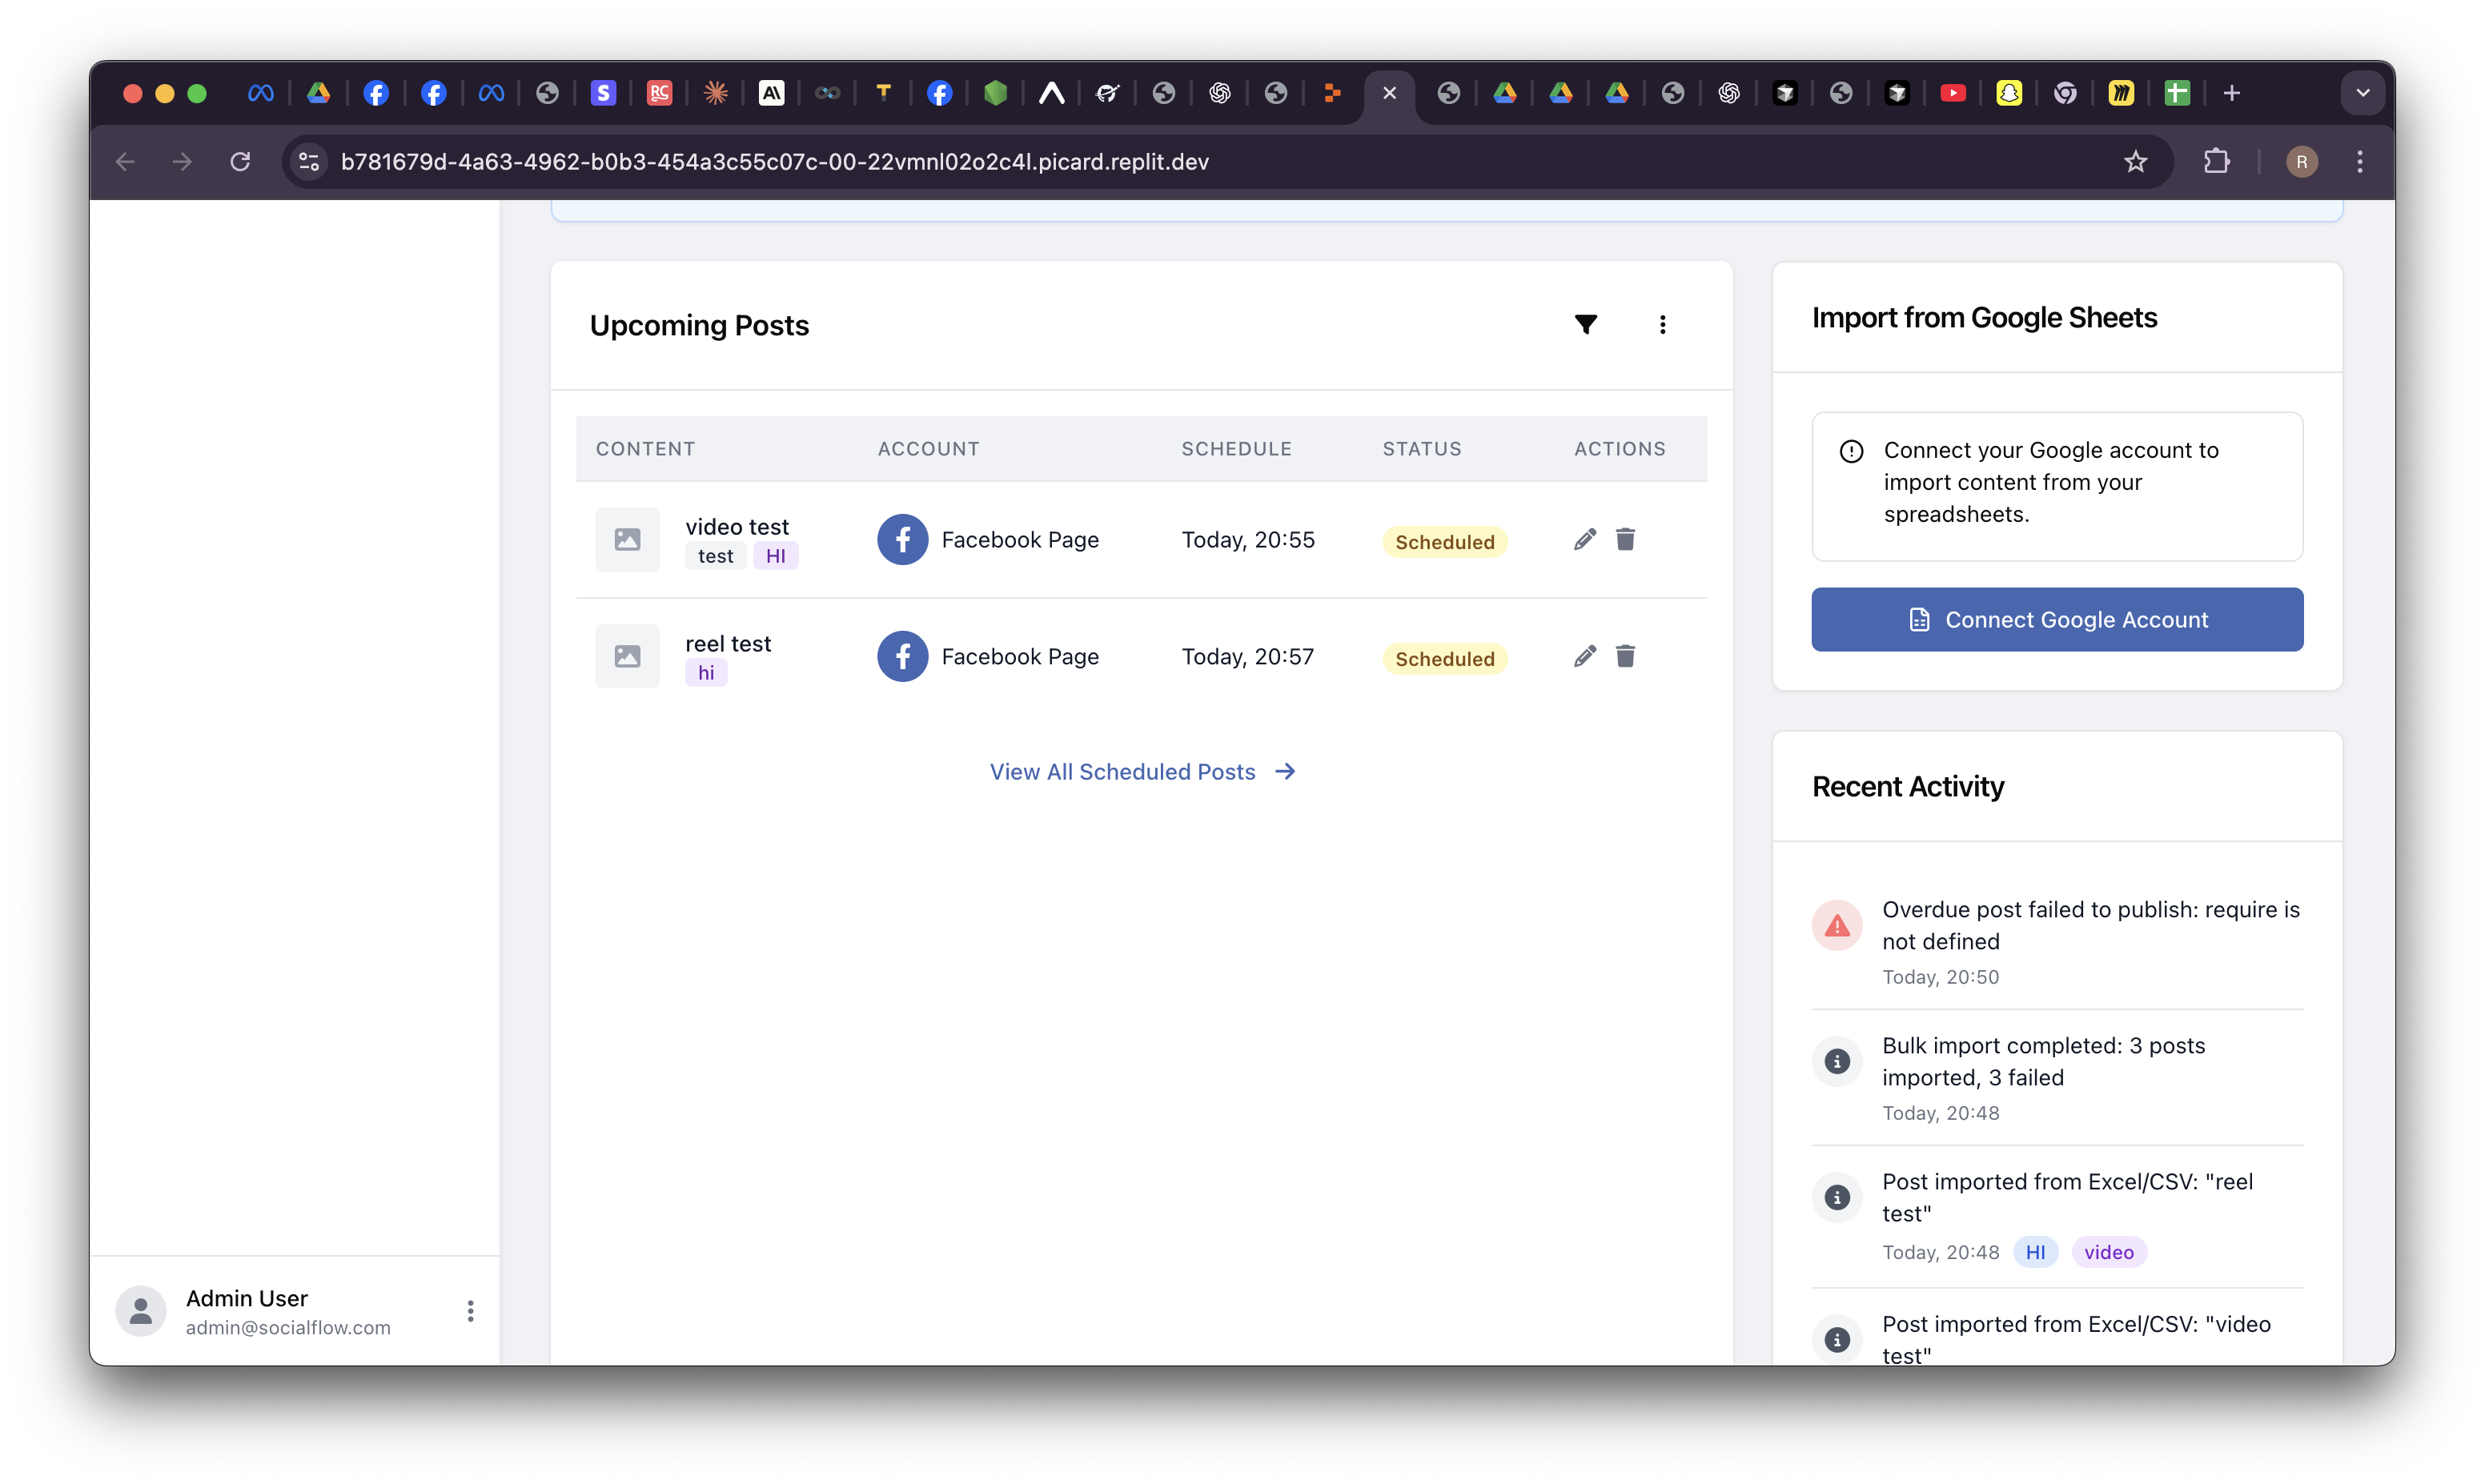 S
RC
AI
T
b781679d-4a63-4962-b0b3-454a3c55c07c-00-22vmnl02o2c4l.picard.replit.dev
R
Upcoming Posts
CONTENT ACCOUNT SCHEDULE STATUS ACTIONS
video test
test HI
Facebook Page
Today, 20:55
Scheduled
reel test
hi
Facebook Page
Today, 20:57
Scheduled
View All Scheduled Posts
Import from Google Sheets
Connect your Google account to
import content from your
spreadsheets.
Connect Google Account
Recent Activity
Overdue post failed to publish: require is
not defined
Today, 20:50
Bulk import completed: 3 posts
imported, 3 failed
Today, 20:48
Post imported from Excel/CSV: "reel
test"
Today, 20:48 HI video
Post imported from Excel/CSV: "video
test"
Admin User
admin@socialflow.com